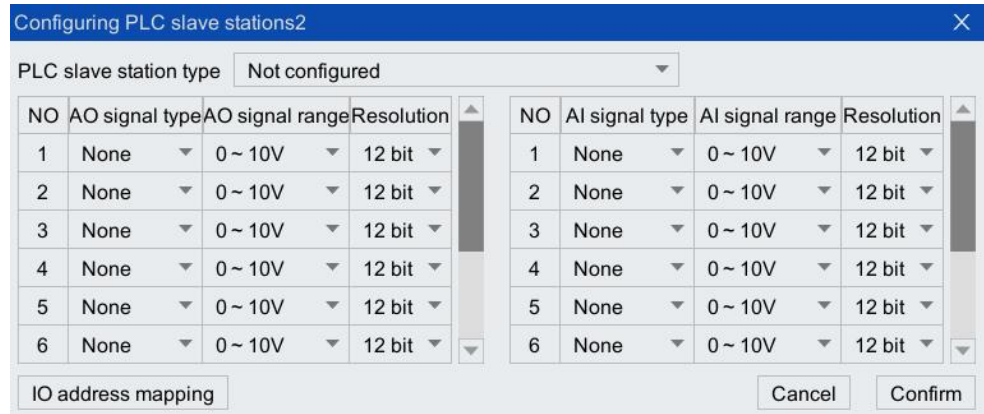 Configuring PLC slave stations2
PLC slave station type Not configured
NO AO signal type AO signal range Resolution NO AI signal type AI signal range Resolution
1 None 0 ~ 10V 12 bit 1 None 0 ~ 10V 12 bit
2 None 0 ~ 10V 12 bit 2 None 0 ~ 10V 12 bit
3 None 0 ~ 10V 12 bit 3 None 0 ~ 10V 12 bit
4 None 0 ~ 10V 12 bit 4 None 0 ~ 10V 12 bit
5 None 0 ~ 10V 12 bit 5 None 0 ~ 10V 12 bit
6 None 0 ~ 10V 12 bit 6 None 0 ~ 10V 12 bit
IO address mapping Cancel Confirm